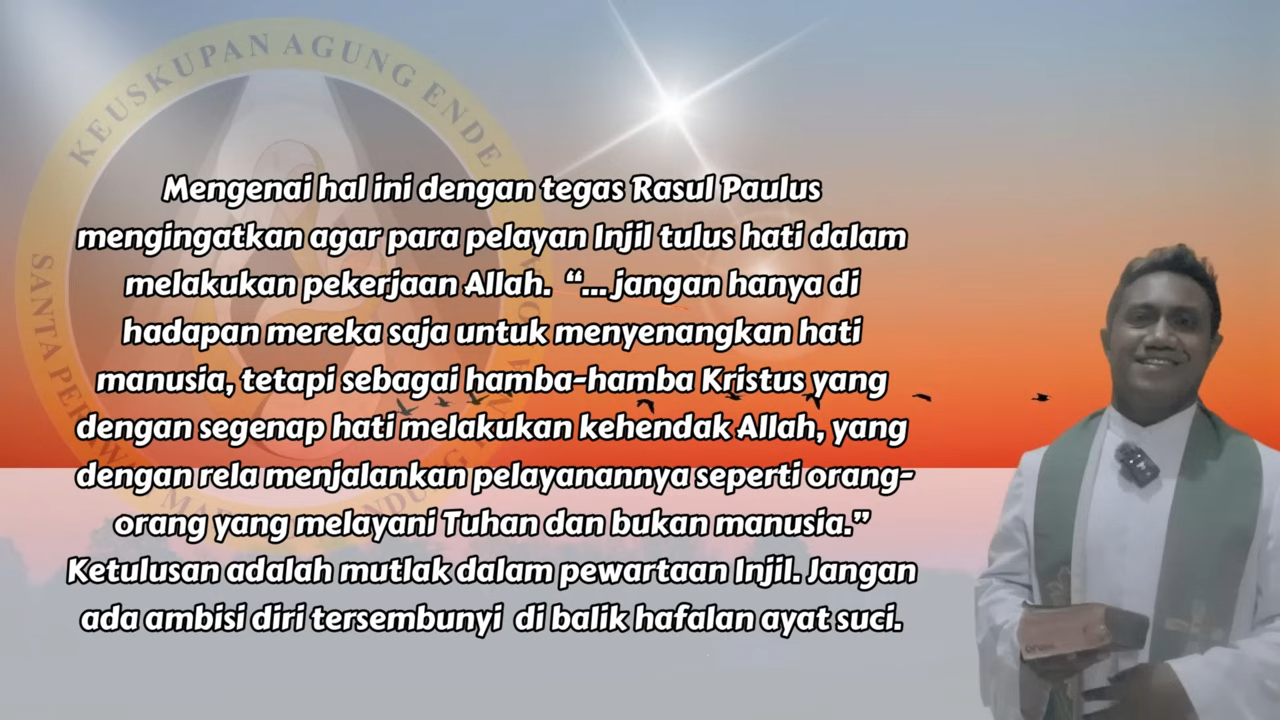 KEUSKUPAN AGUNG ENDE
SANTA
Mengenai hal ini dengan tegas Rasul Paulus
mengingatkan agar para pelayan Injil tulus hati dalam
melakukan pekerjaan Allah. “... jangan hanya di
hadapan mereka saja untuk menyenangkan hati
manusia, tetapi sebagai hamba-hamba Kristus yang
dengan segenap hati melakukan kehendak Allah, yang
dengan rela menjalankan pelayanannya seperti orang-
orang yang melayani Tuhan dan bukan manusia.”
Ketulusan adalah mutlak dalam pewartaan Injil. Jangan
ada ambisi diri tersembunyi di balik hafalan ayat suci.